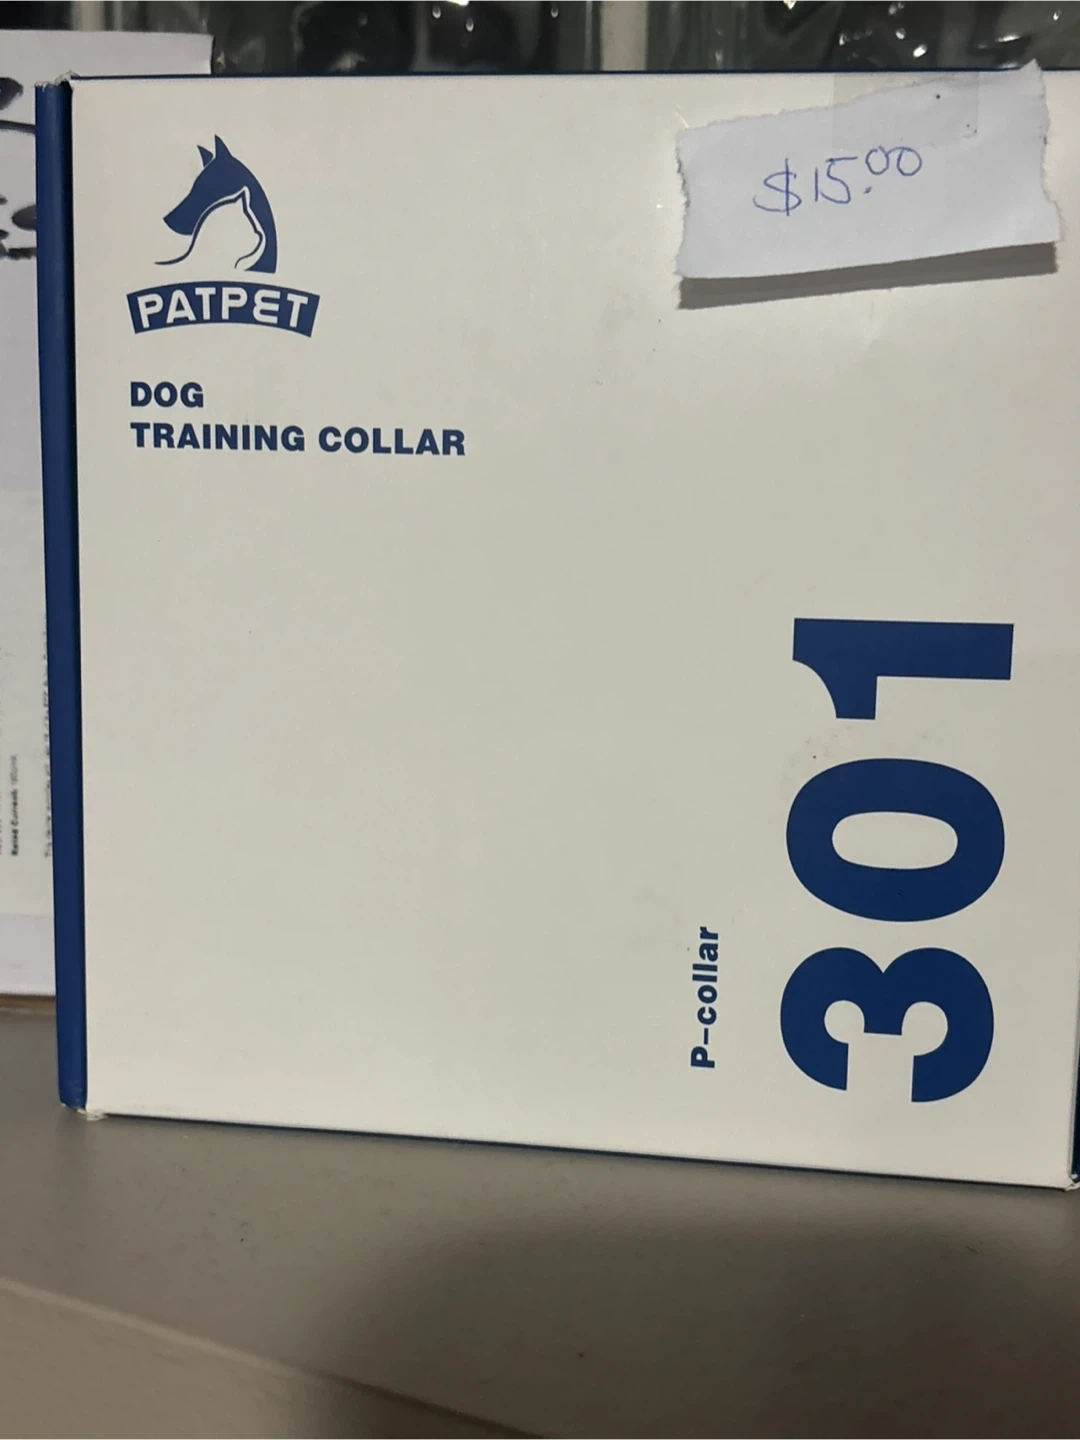 $15.00
PATPET
DOG
TRAINING COLLAR
P-collar
301